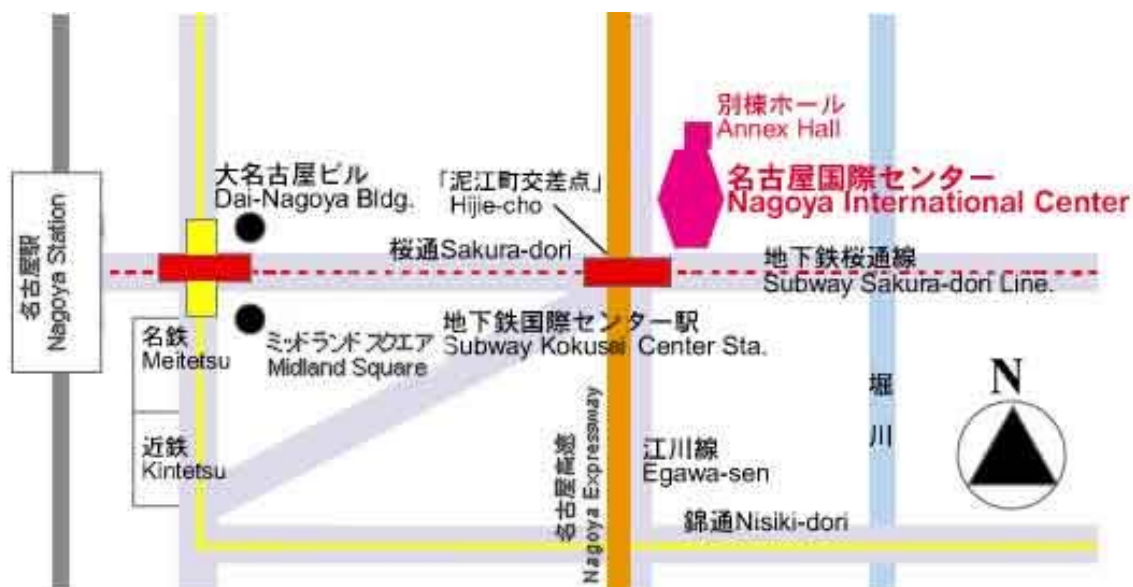 別棟ホール
Annex Hall
名古屋国際センター
Nagoya International Center
大名古屋ビル
Dai-Nagoya Bldg.
「泥江町交差点」
Hijie-cho
名古屋駅
Nagoya Station
桜通Sakura-dori
地下鉄桜通線
Subway Sakura-dori Line.
名鉄
Meitetsu
ミッドランド スクエア
Midland Square
地下鉄国際センター駅
Subway Kokusai Center Sta.
N
堀川
近鉄
Kintetsu
名古屋高速
Nagoya Expressway
江川線
Egawa-sen
錦通Nisiki-dori